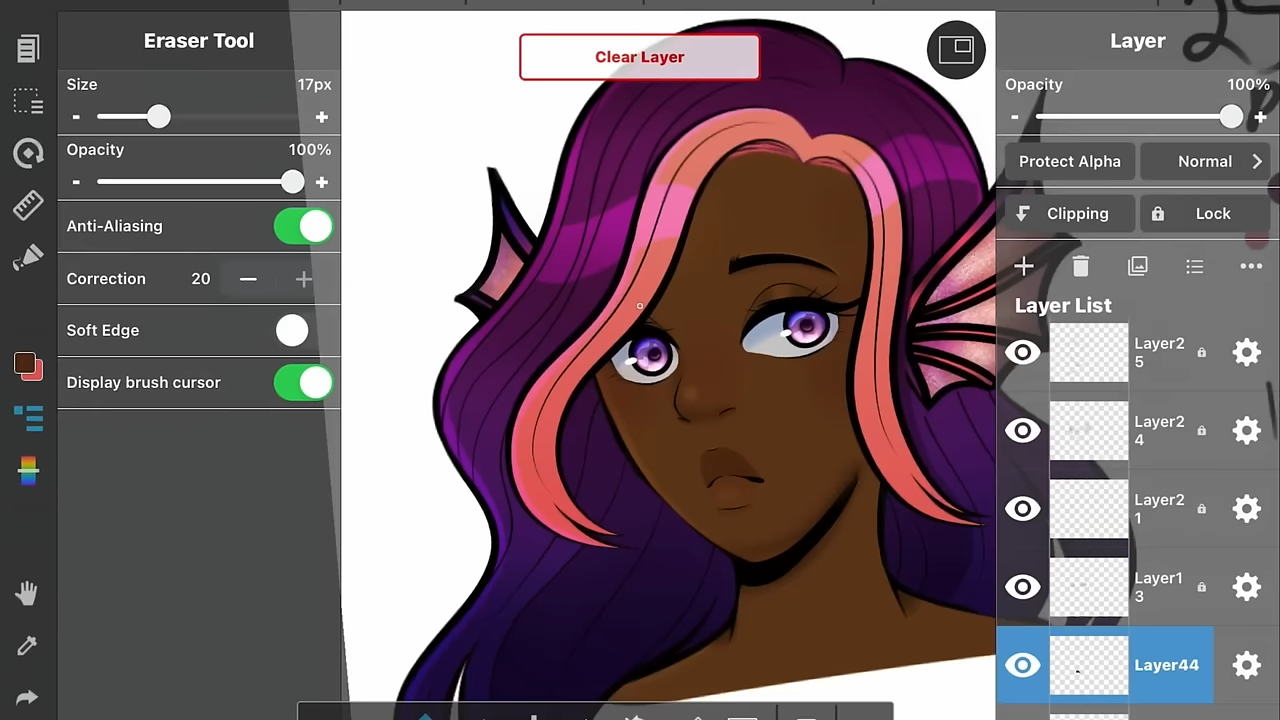 Eraser Tool
Size 17px
- +
Opacity 100%
- +
Anti-Aliasing
Correction 20 - +
Soft Edge
Display brush cursor
Clear Layer
Layer
Opacity 100%
- +
Protect Alpha Normal
Clipping Lock
Layer List
Layer2
5
Layer2
4
Layer2
1
Layer1
3
Layer44